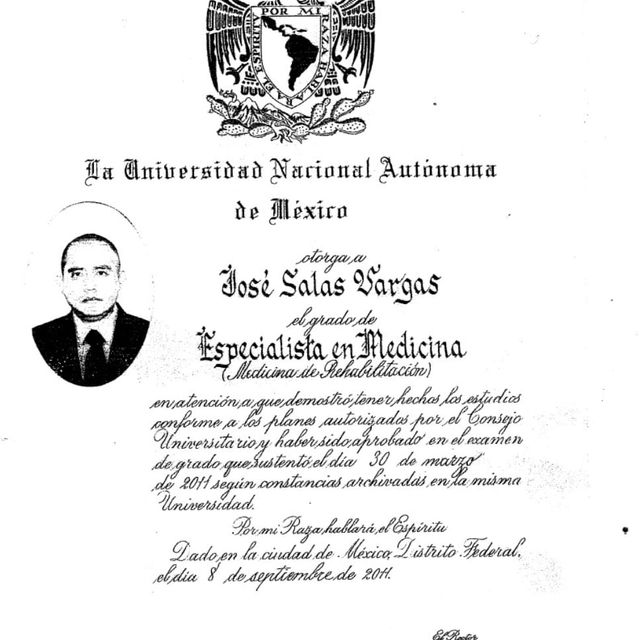 POR MI RAZA HABLARA EL ESPIRITU
La Universidad Nacional Autónoma
de México
otorga a
José Salas Vargas
el grado de
Especialista en Medicina
(Medicina de Rehabilitación)
en atención a que demostró tener hechos los estudios
conforme a los planes autorizados por el Consejo
Universitario y haber sido aprobado en el examen
de grado que sustentó el día 30 de marzo
de 2011 según constancias archivadas en la misma
Universidad.
Por mi Raza hablará el Espíritu
Dado en la ciudad de México, Distrito Federal,
el día 8 de septiembre de 2011.
El Rector